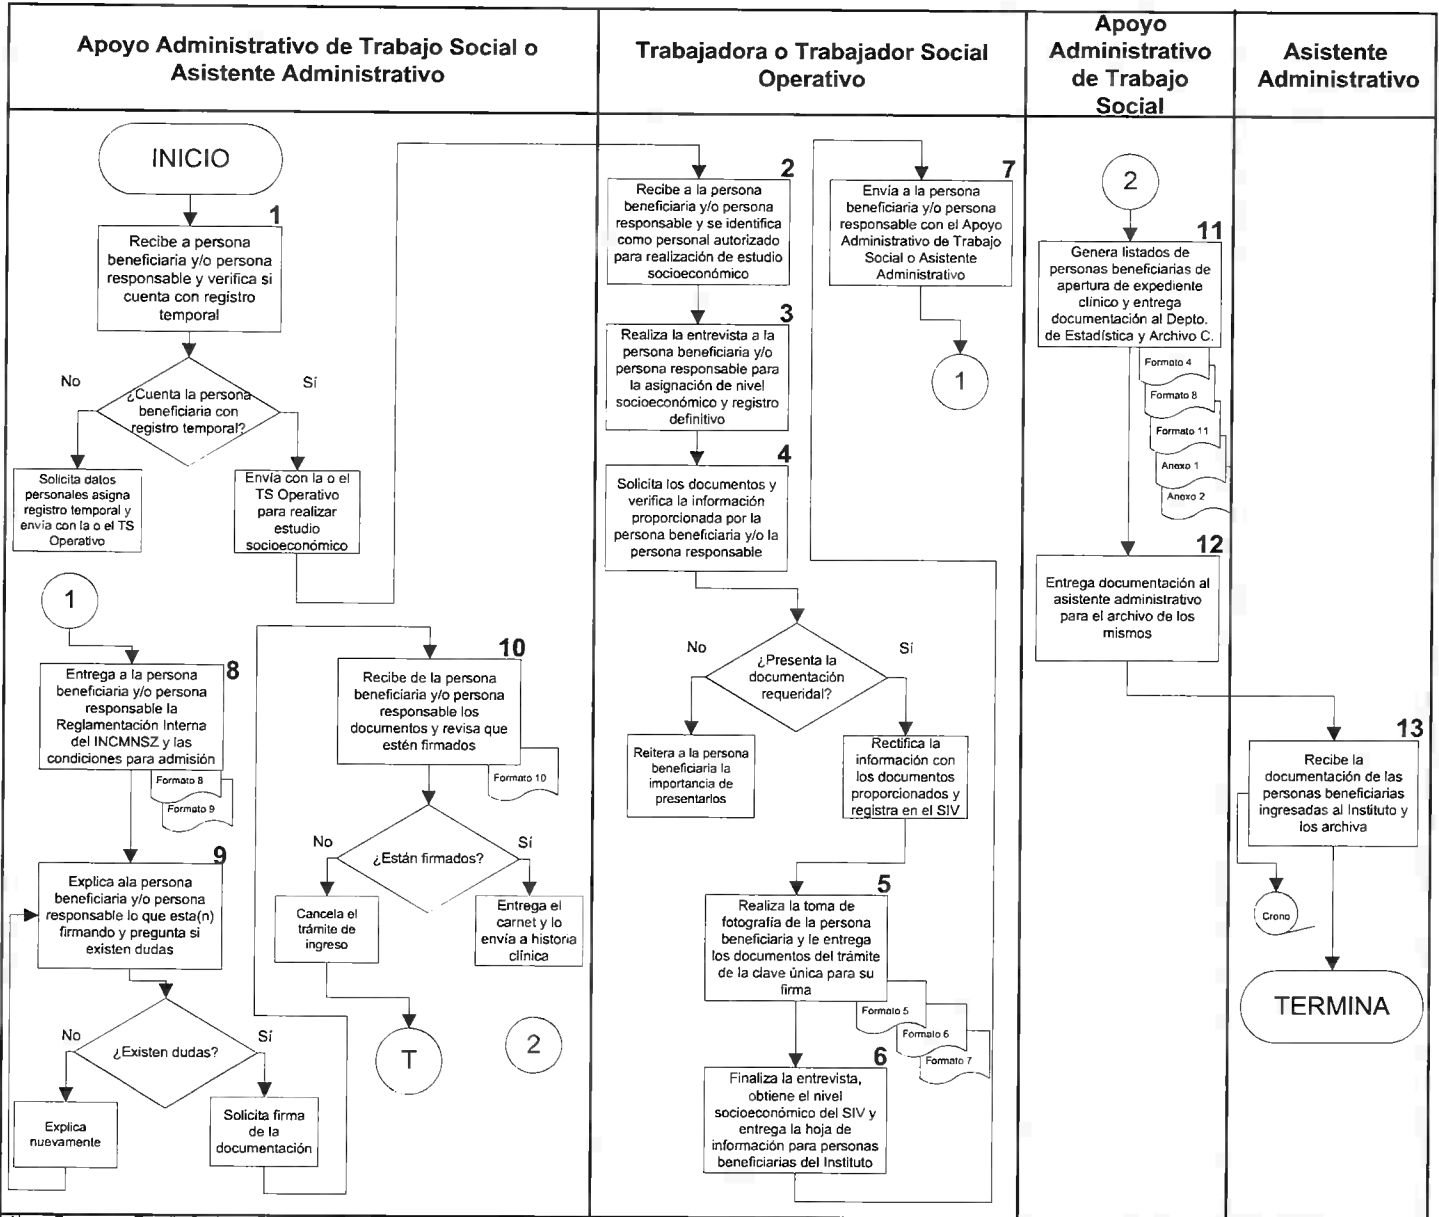 Apoyo Administrativo de Trabajo Social o
Asistente Administrativo
Trabajadora o Trabajador Social
Operativo
Apoyo
Administrativo
de Trabajo
Social
Asistente
Administrativo
INICIO
1
Recibe a persona
beneficiaria y/o persona
responsable y verifica si
cuenta con registro
temporal
No
Sí
¿Cuenta la persona
beneficiaria con
registro temporal?
Solicita datos
personales asigna
registro temporal y
envía con la o el TS
Operativo
Envía con la o el
TS Operativo
para realizar
estudio
socioeconómico
1
8
Entrega a la persona
beneficiaria y/o persona
responsable la
Reglamentación Interna
del INCMNSZ y las
condiciones para admisión
Formato 8
Formato 9
9
Explica ala persona
beneficiaria y/o persona
responsable lo que esta(n)
firmando y pregunta si
existen dudas
No
Sí
¿Existen dudas?
Explica
nuevamente
Solicita firma
de la
documentación
10
Recibe de la persona
beneficiaria y/o persona
responsable los
documentos y revisa que
estén firmados
Formato 10
No
Sí
¿Están firmados?
Cancela el
trámite de
ingreso
Entrega el
carnet y lo
envía a historia
clínica
T
2
2
Recibe a la persona
beneficiaria y/o persona
responsable y se identifica
como personal autorizado
para realización de estudio
socioeconómico
3
Realiza la entrevista a la
persona beneficiaria y/o
persona responsable para
la asignación de nivel
socioeconómico y registro
definitivo
4
Solicita los documentos y
verifica la información
proporcionada por la
persona beneficiaria y/o la
persona responsable
No
Sí
¿Presenta la
documentación
requeridal?
Reitera a la persona
beneficiaria la
importancia de
presentarlos
Rectifica la
información con
los documentos
proporcionados y
registra en el SIV
5
Realiza la toma de
fotografía de la persona
beneficiaria y le entrega
los documentos del trámite
de la clave única para su
firma
Formato 5
Formato 6
Formato 7
6
Finaliza la entrevista,
obtiene el nivel
socioeconómico del SIV y
entrega la hoja de
información para personas
beneficiarias del Instituto
7
Envía a la persona
beneficiaria y/o persona
responsable con el Apoyo
Administrativo de Trabajo
Social o Asistente
Administrativo
1
2
11
Genera listados de
personas beneficiarias de
apertura de expediente
clínico y entrega
documentación al Depto.
de Estadística y Archivo C.
Formato 4
Formato 8
Formato 11
Anexo 1
Anexo 2
12
Entrega documentación al
asistente administrativo
para el archivo de los
mismos
13
Recibe la
documentación de las
personas beneficiarias
ingresadas al Instituto y
los archiva
Crono
TERMINA